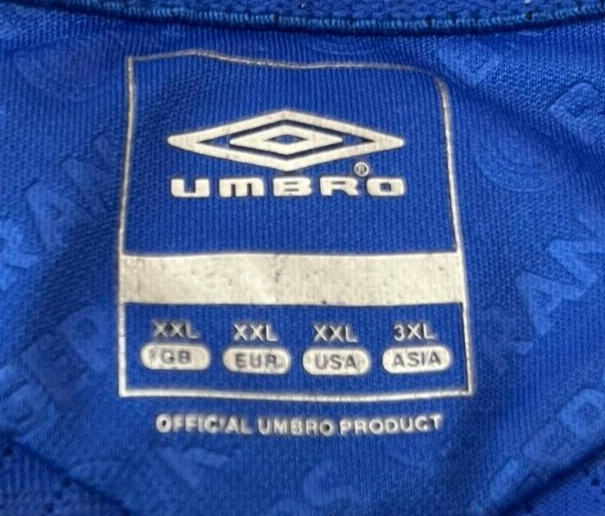 UMBRO®
XXL XXL XXL 3XL
GB EUR USA ASIA
OFFICIAL UMBRO PRODUCT